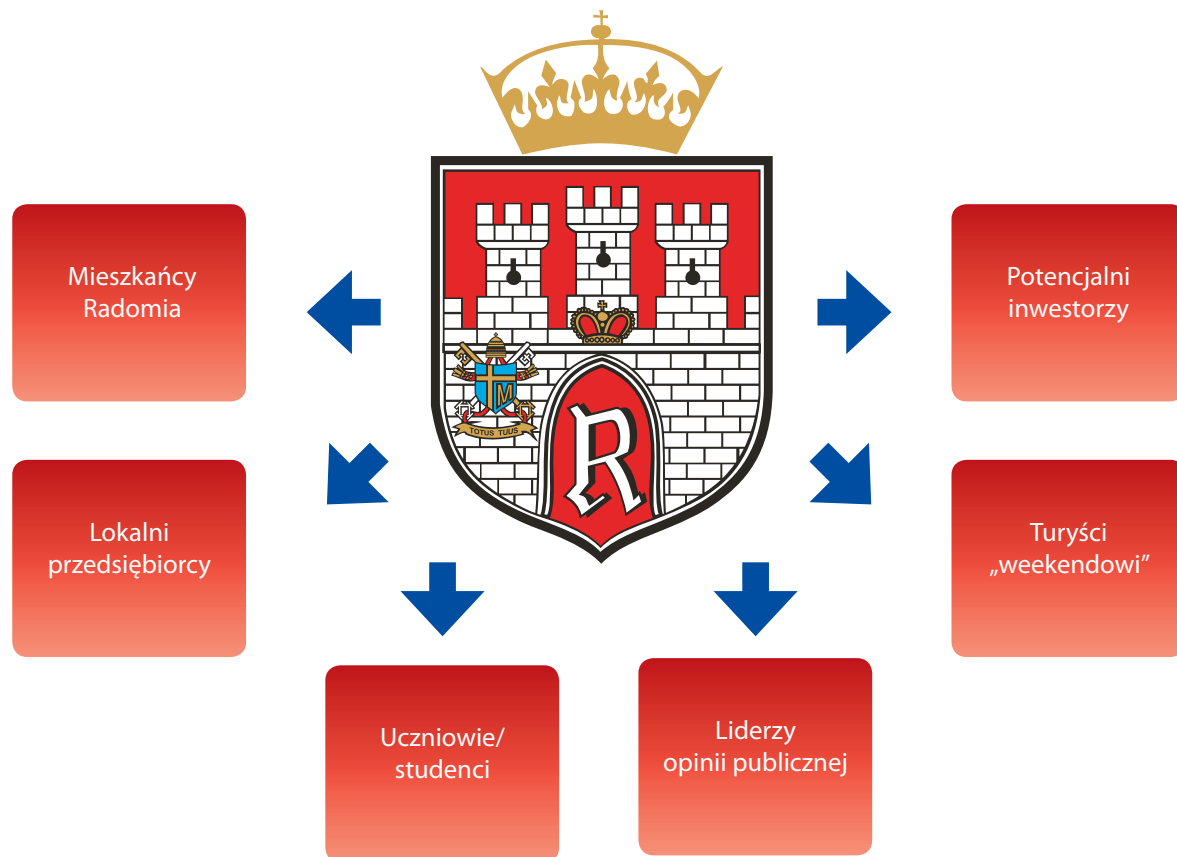 Mieszkańcy
Radomia
Potencjalni
inwestorzy
M
TOTUS TUUS
R
Lokalni
przedsiębiorcy
Turyści
„weekendowi”
Uczniowie/
studenci
Liderzy
opinii publicznej